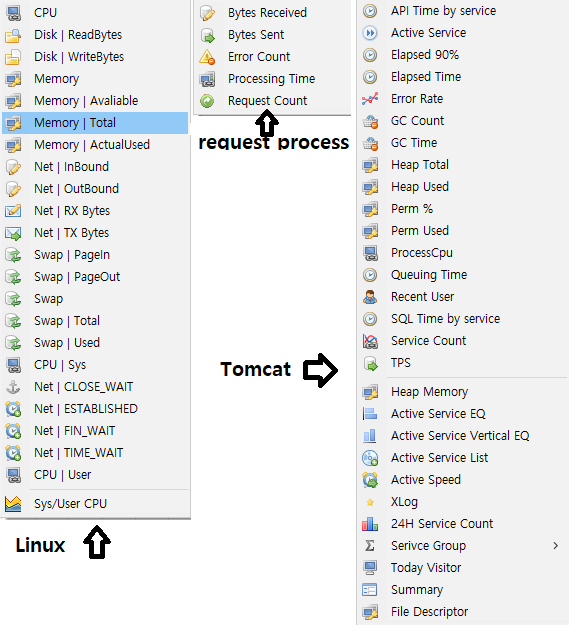 CPU
Disk | ReadBytes
Disk | WriteBytes
Memory
Memory | Avaliable
Memory | Total
Memory | ActualUsed
Net | InBound
Net | OutBound
Net | RX Bytes
Net | TX Bytes
Swap | PageIn
Swap | PageOut
Swap
Swap | Total
Swap | Used
CPU | Sys
Net | CLOSE_WAIT
Net | ESTABLISHED
Net | FIN_WAIT
Net | TIME_WAIT
CPU | User
Sys/User CPU
Linux
Bytes Received
Bytes Sent
Error Count
Processing Time
Request Count
request process
Tomcat
API Time by service
Active Service
Elapsed 90%
Elapsed Time
Error Rate
GC Count
GC Time
Heap Total
Heap Used
Perm %
Perm Used
ProcessCpu
Queuing Time
Recent User
SQL Time by service
Service Count
TPS
Heap Memory
Active Service EQ
Active Service Vertical EQ
Active Service List
Active Speed
XLog
24H Service Count
Serivce Group
Today Visitor
Summary
File Descriptor